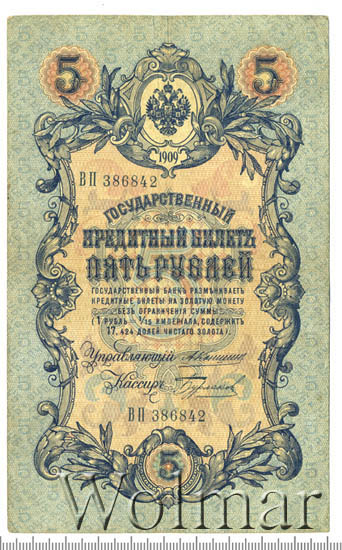 5 5
1909
ВП 386842
ГОСУДАРСТВЕННЫЙ
КРЕДИТНЫЙ БИЛЕТЪ
ПЯТЬ РУБЛЕЙ
ГОСУДАРСТВЕННЫЙ БАНКЪ РАЗМѢНИВАЕТЪ
КРЕДИТНЫЕ БИЛЕТЫ НА ЗОЛОТУЮ МОНЕТУ
БЕЗЪ ОГРАНИЧЕНІЯ СУММЫ
(1 РУБЛЬ = 1/15 ИМПЕРІАЛА, СОДЕРЖИТЪ
17,424 ДОЛЕЙ ЧИСТАГО ЗОЛОТА).
Управляющій
Кассиръ
ВП 386842
5
Wolmar